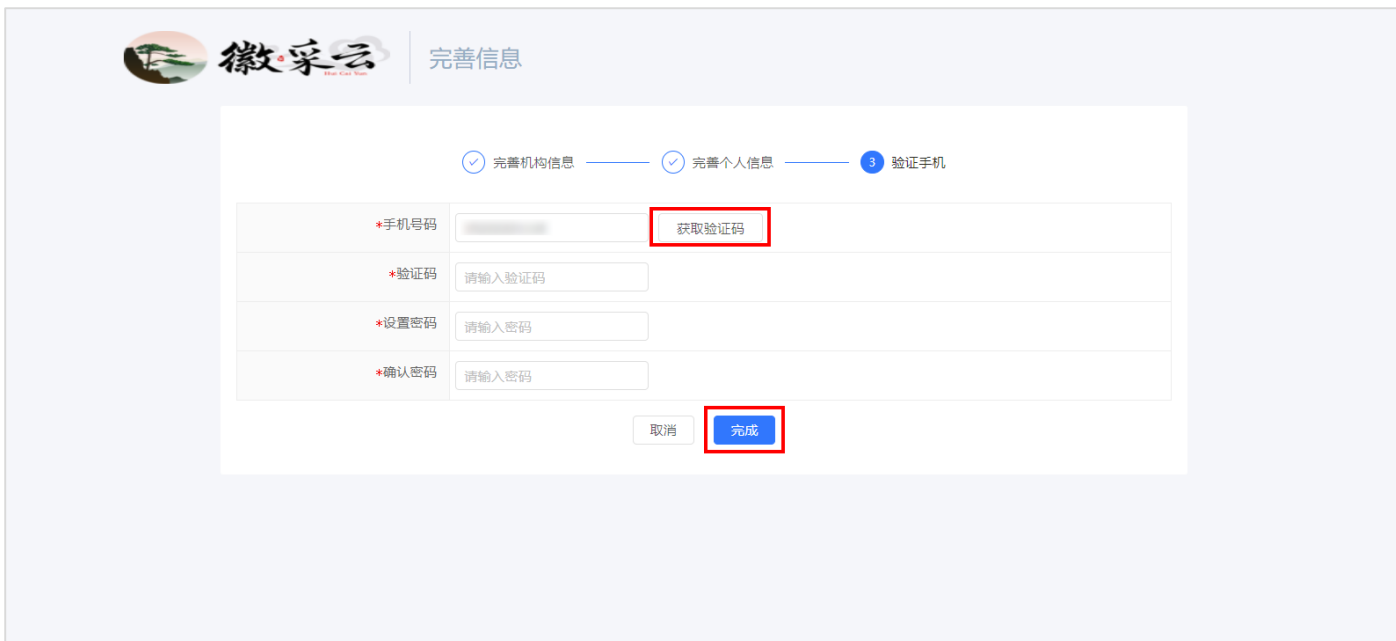 徽采云
Hui Cai Yun
完善信息
完善机构信息 完善个人信息 3 验证手机
*手机号码 获取验证码
*验证码 请输入验证码
*设置密码 请输入密码
*确认密码 请输入密码
取消 完成